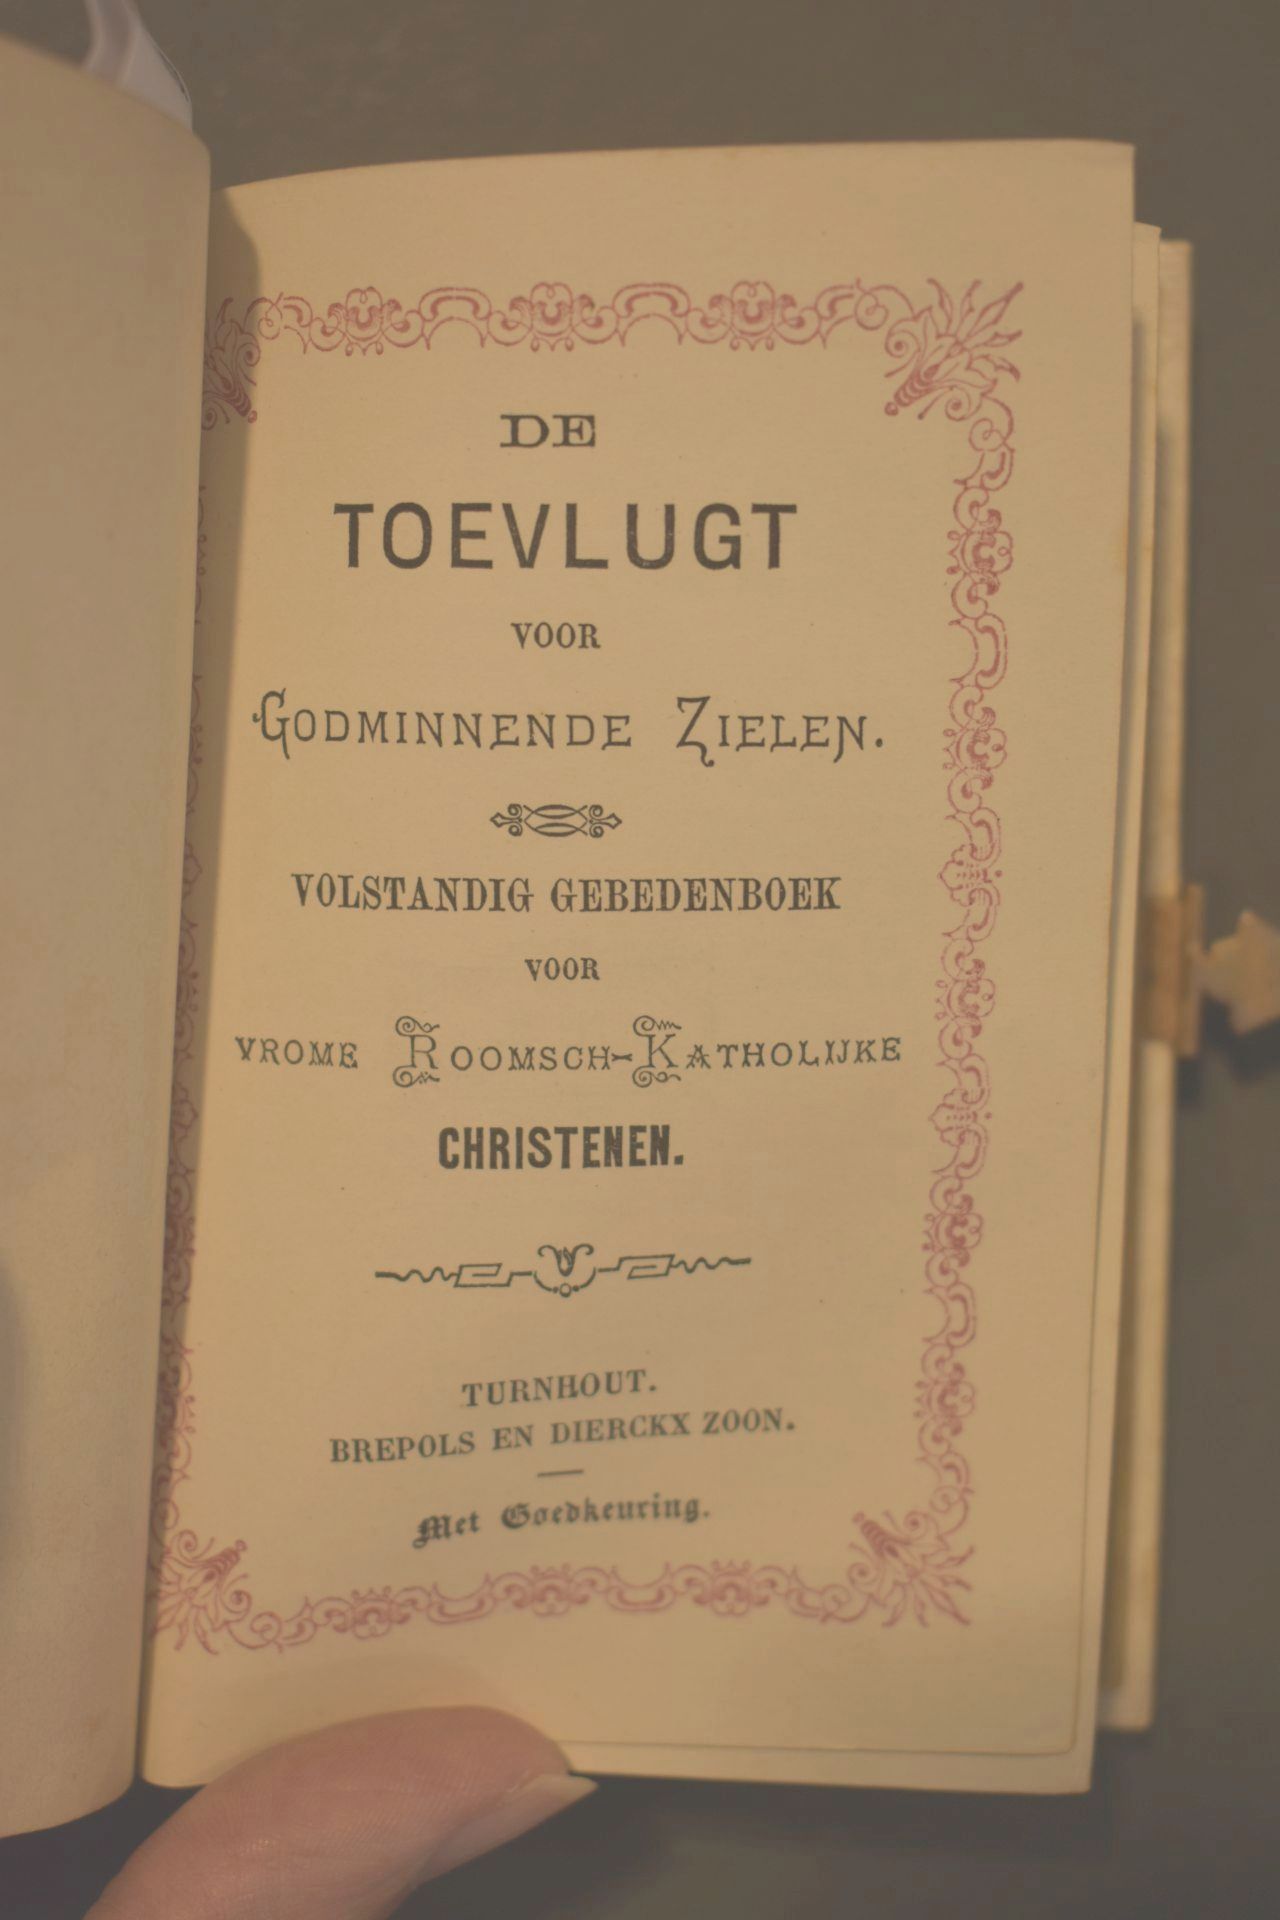 DE
TOEVLUGT
VOOR
GODMINNENDE ZIELEN.
VOLSTANDIG GEBEDENBOEK
VOOR
VROME ROOMSCH-KATHOLIJKE
CHRISTENEN.
TURNHOUT.
BREPOLS EN DIERCKX ZOON.
Met Goedkeuring.